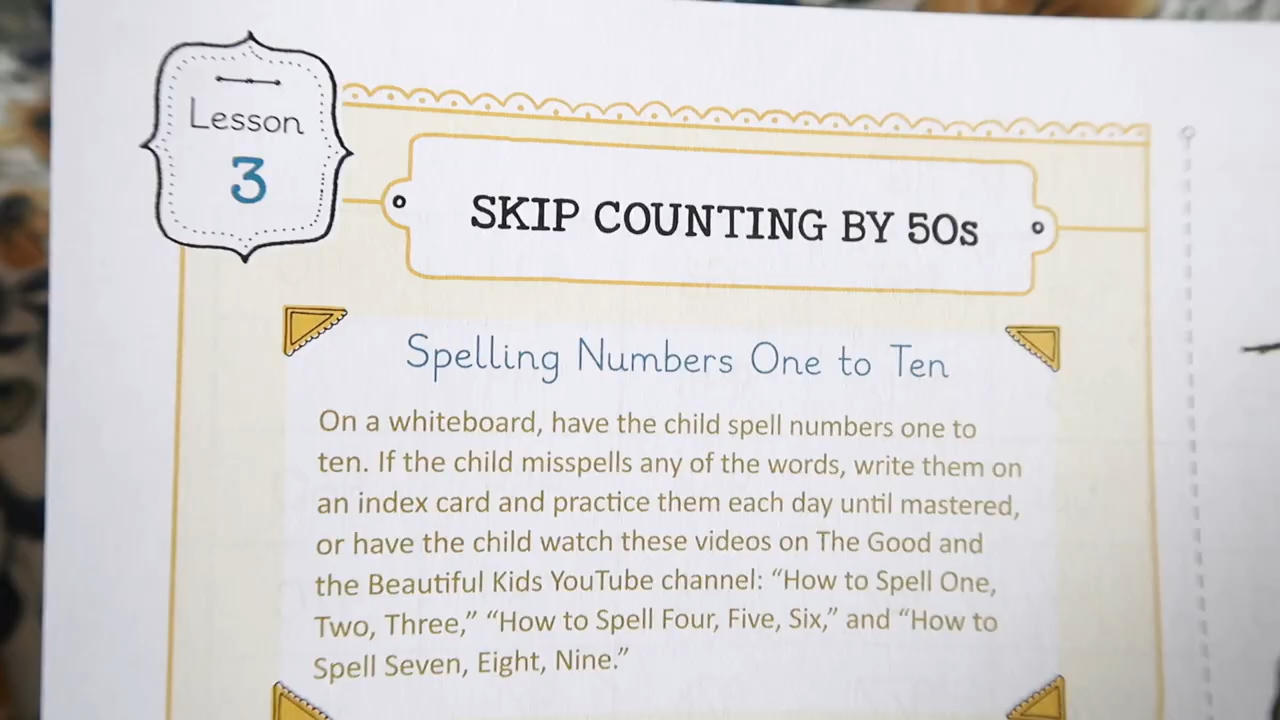 Lesson
3
SKIP COUNTING BY 50s
Spelling Numbers One to Ten
On a whiteboard, have the child spell numbers one to
ten. If the child misspells any of the words, write them on
an index card and practice them each day until mastered,
or have the child watch these videos on The Good and
the Beautiful Kids YouTube channel: “How to Spell One,
Two, Three,” “How to Spell Four, Five, Six,” and “How to
Spell Seven, Eight, Nine.”